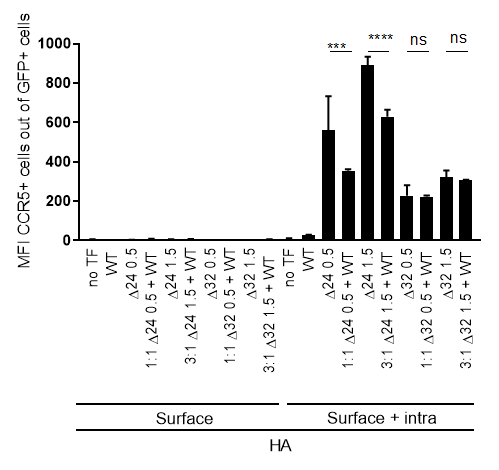 MFI CCR5+ cells out of GFP+ cells
1000
800
600
400
200
0
***
****
ns
ns
no TF
WT
Δ24 0.5
1:1 Δ24 0.5 + WT
Δ24 1.5
3:1 Δ24 1.5 + WT
Δ32 0.5
1:1 Δ32 0.5 + WT
Δ32 1.5
3:1 Δ32 1.5 + WT
no TF
WT
Δ24 0.5
1:1 Δ24 0.5 + WT
Δ24 1.5
3:1 Δ24 1.5 + WT
Δ32 0.5
1:1 Δ32 0.5 + WT
Δ32 1.5
3:1 Δ32 1.5 + WT
Surface
Surface + intra
HA